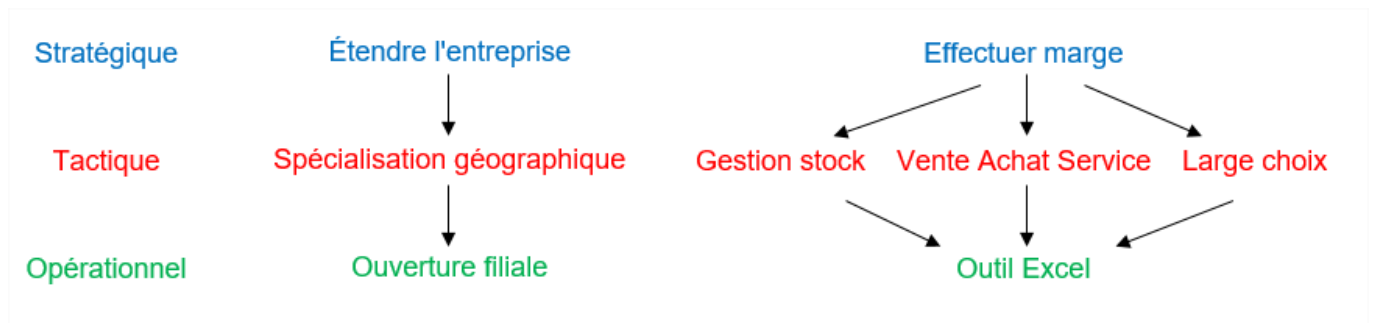 Stratégique Étendre l'entreprise Effectuer marge
Tactique Spécialisation géographique Gestion stock Vente Achat Service Large choix
Opérationnel Ouverture filiale Outil Excel